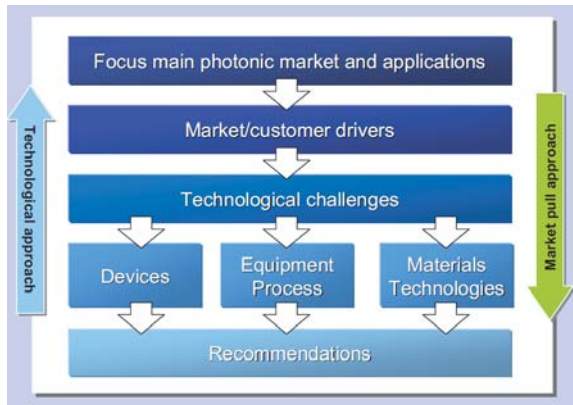 Focus main photonic market and applications
Market/customer drivers
Technological challenges
Devices
Equipment
Process
Materials
Technologies
Recommendations
Technological approach
Market pull approach